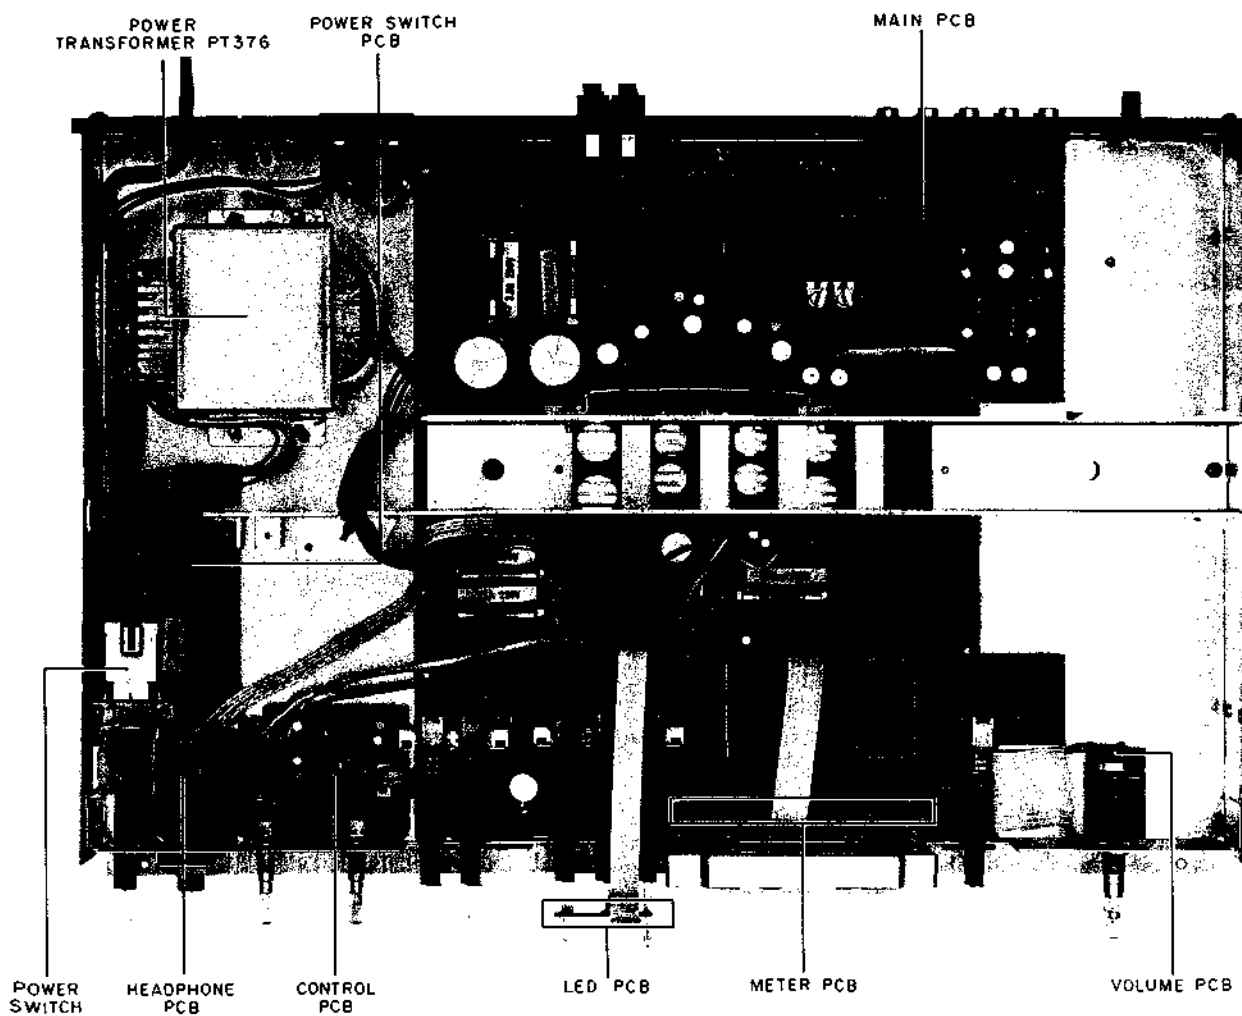 POWER
TRANSFORMER PT376
POWER SWITCH
PCB
MAIN PCB
POWER
SWITCH
HEADPHONE
PCB
CONTROL
PCB
LED PCB
METER PCB
VOLUME PCB